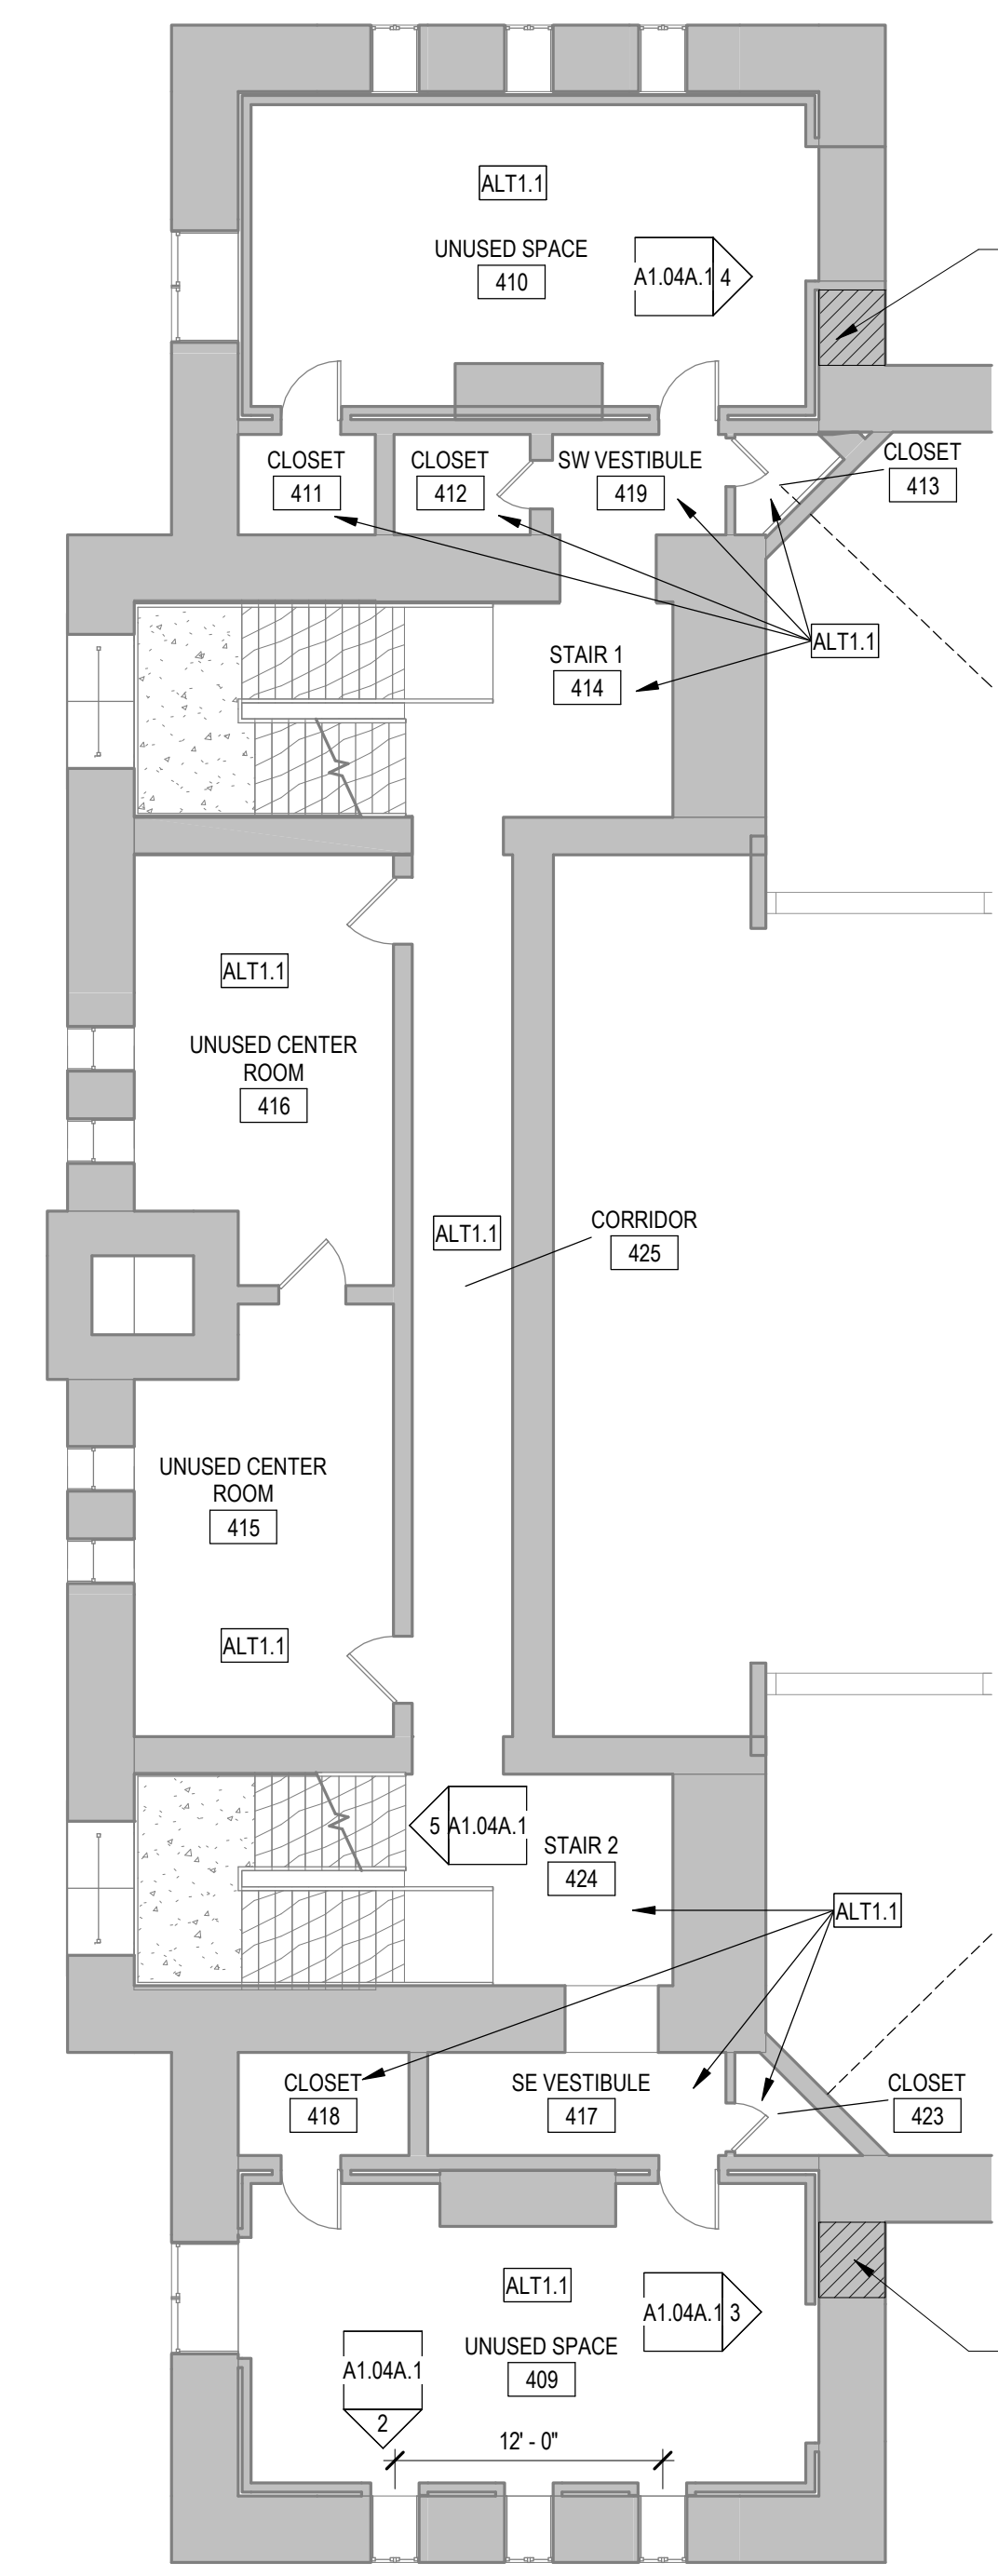 ALT1.1
UNUSED SPACE
410
A1.04A.1 4
CLOSET
411
CLOSET
412
SW VESTIBULE
419
CLOSET
413
STAIR 1
414
ALT1.1
ALT1.1
UNUSED CENTER
ROOM
416
ALT1.1
CORRIDOR
425
UNUSED CENTER
ROOM
415
ALT1.1
5 A1.04A.1
STAIR 2
424
ALT1.1
CLOSET
418
SE VESTIBULE
417
CLOSET
423
ALT1.1
A1.04A.1 3
UNUSED SPACE
409
A1.04A.1
2
12' - 0"